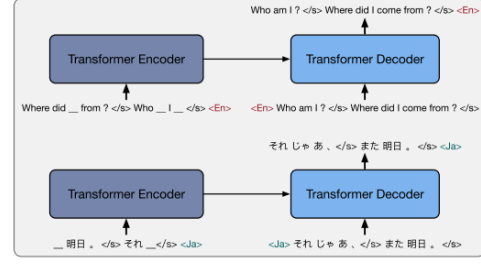 Who am I ? </s> Where did I come from ? </s> <En>
Transformer Encoder
Transformer Decoder
Where did __ from ? </s> Who __ I __ </s> <En>
<En> Who am I ? </s> Where did I come from ? </s>
それ じゃ あ 、</s> また 明日 。 </s> <Ja>
Transformer Encoder
Transformer Decoder
__ 明日 。 </s> それ __</s> <Ja>
<Ja> それ じゃ あ 、</s> また 明日 。 </s>